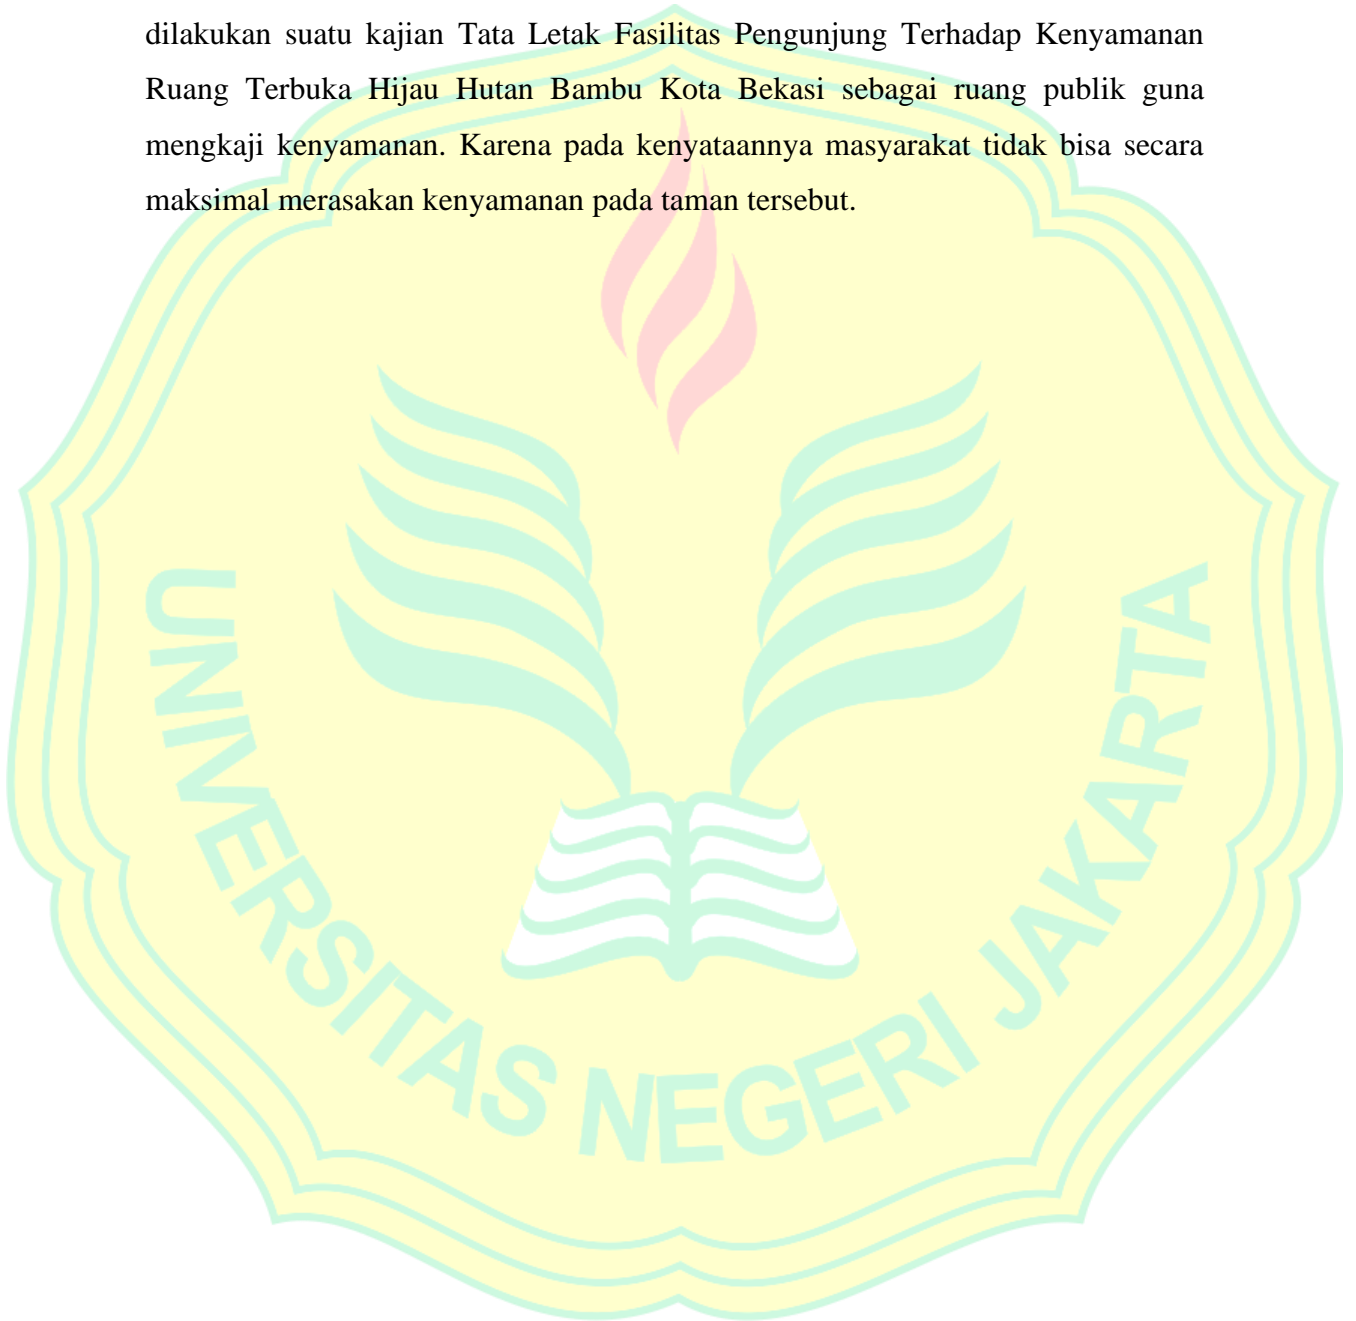 dilakukan suatu kajian Tata Letak Fasilitas Pengunjung Terhadap Kenyamanan
Ruang Terbuka Hijau Hutan Bambu Kota Bekasi sebagai ruang publik guna
mengkaji kenyamanan. Karena pada kenyataannya masyarakat tidak bisa secara
maksimal merasakan kenyamanan pada taman tersebut.
UNIVERSITAS NEGERI JAKARTA